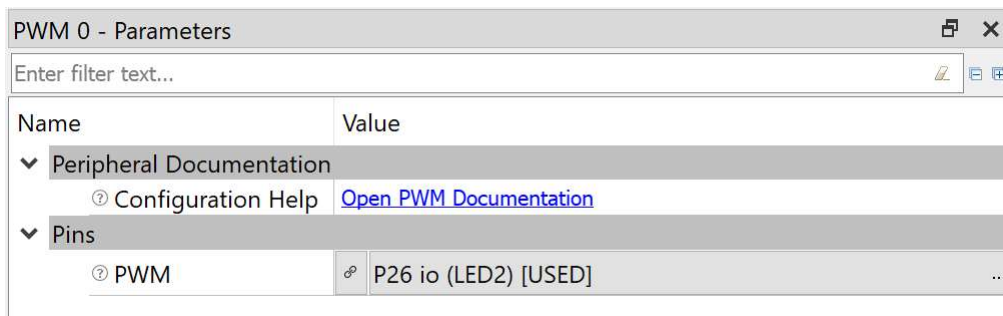 PWM 0 - Parameters
Enter filter text...
Name Value
Peripheral Documentation
Configuration Help Open PWM Documentation
Pins
PWM P26 io (LED2) [USED] ..